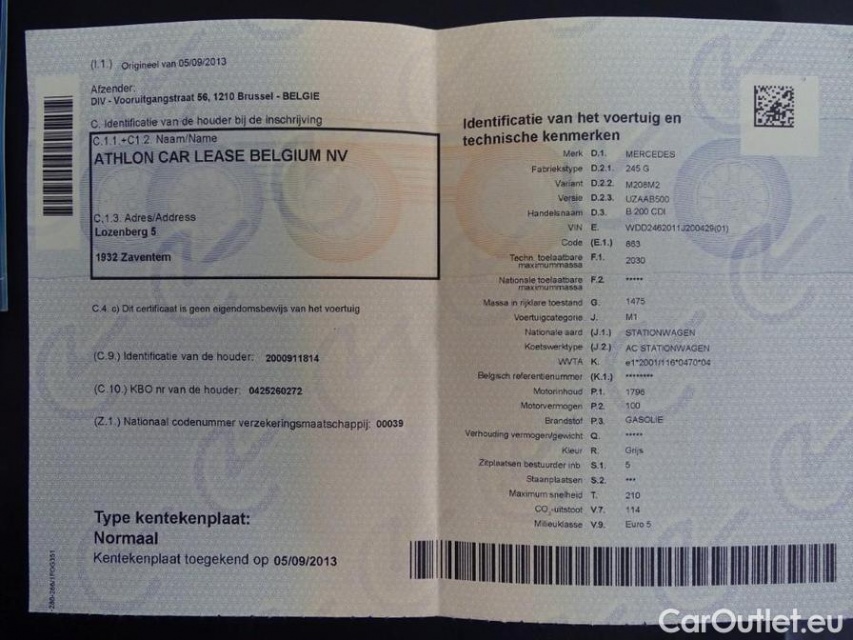 (I.1.) Origineel van 05/09/2013
Afzender:
DIV - Vooruitgangstraat 56, 1210 Brussel - BELGIE
C. Identificatie van de houder bij de inschrijving
C.1.1.+C1.2. Naam/Name
ATHLON CAR LEASE BELGIUM NV
C.1.3. Adres/Address
Lozenberg 5
1932 Zaventem
C.4. c) Dit certificaat is geen eigendomsbewijs van het voertuig
(C.9.) Identificatie van de houder: 2000911814
(C.10.) KBO nr van de houder: 0425260272
(Z.1.) Nationaal codenummer verzekeringsmaatschappij: 00039
Type kentekenplaat:
Normaal
Kentekenplaat toegekend op 05/09/2013
Identificatie van het voertuig en
technische kenmerken
Merk D.1. MERCEDES
Fabriekstype D.2.1. 245 G
Variant D.2.2. M208M2
Versie D.2.3. UZAAB500
Handelsnaam D.3. B 200 CDI
VIN E. WDD2462011J200429(01)
Code (E.1.) 863
Techn. toelaatbare maximummassa F.1. 2030
Nationale toelaatbare maximummassa F.2. *****
Massa in rijklare toestand G. 1475
Voertuigcategorie J. M1
Nationale aard (J.1.) STATIONWAGEN
Koetswerktype (J.2.) AC STATIONWAGEN
WVTA K. e1*2001/116*0470*04
Belgisch referentienummer (K.1.) ********
Motorinhoud P.1. 1796
Motorvermogen P.2. 100
Brandstof P.3. GASOLIE
Verhouding vermogen/gewicht Q. *****
Kleur R. Grijs
Zitplaatsen bestuurder inb. S.1. 5
Staanplaatsen S.2. ***
Maximum snelheid T. 210
CO₂-uitstoot V.7. 114
Milieuklasse V.9. Euro 5
CarOutlet.eu